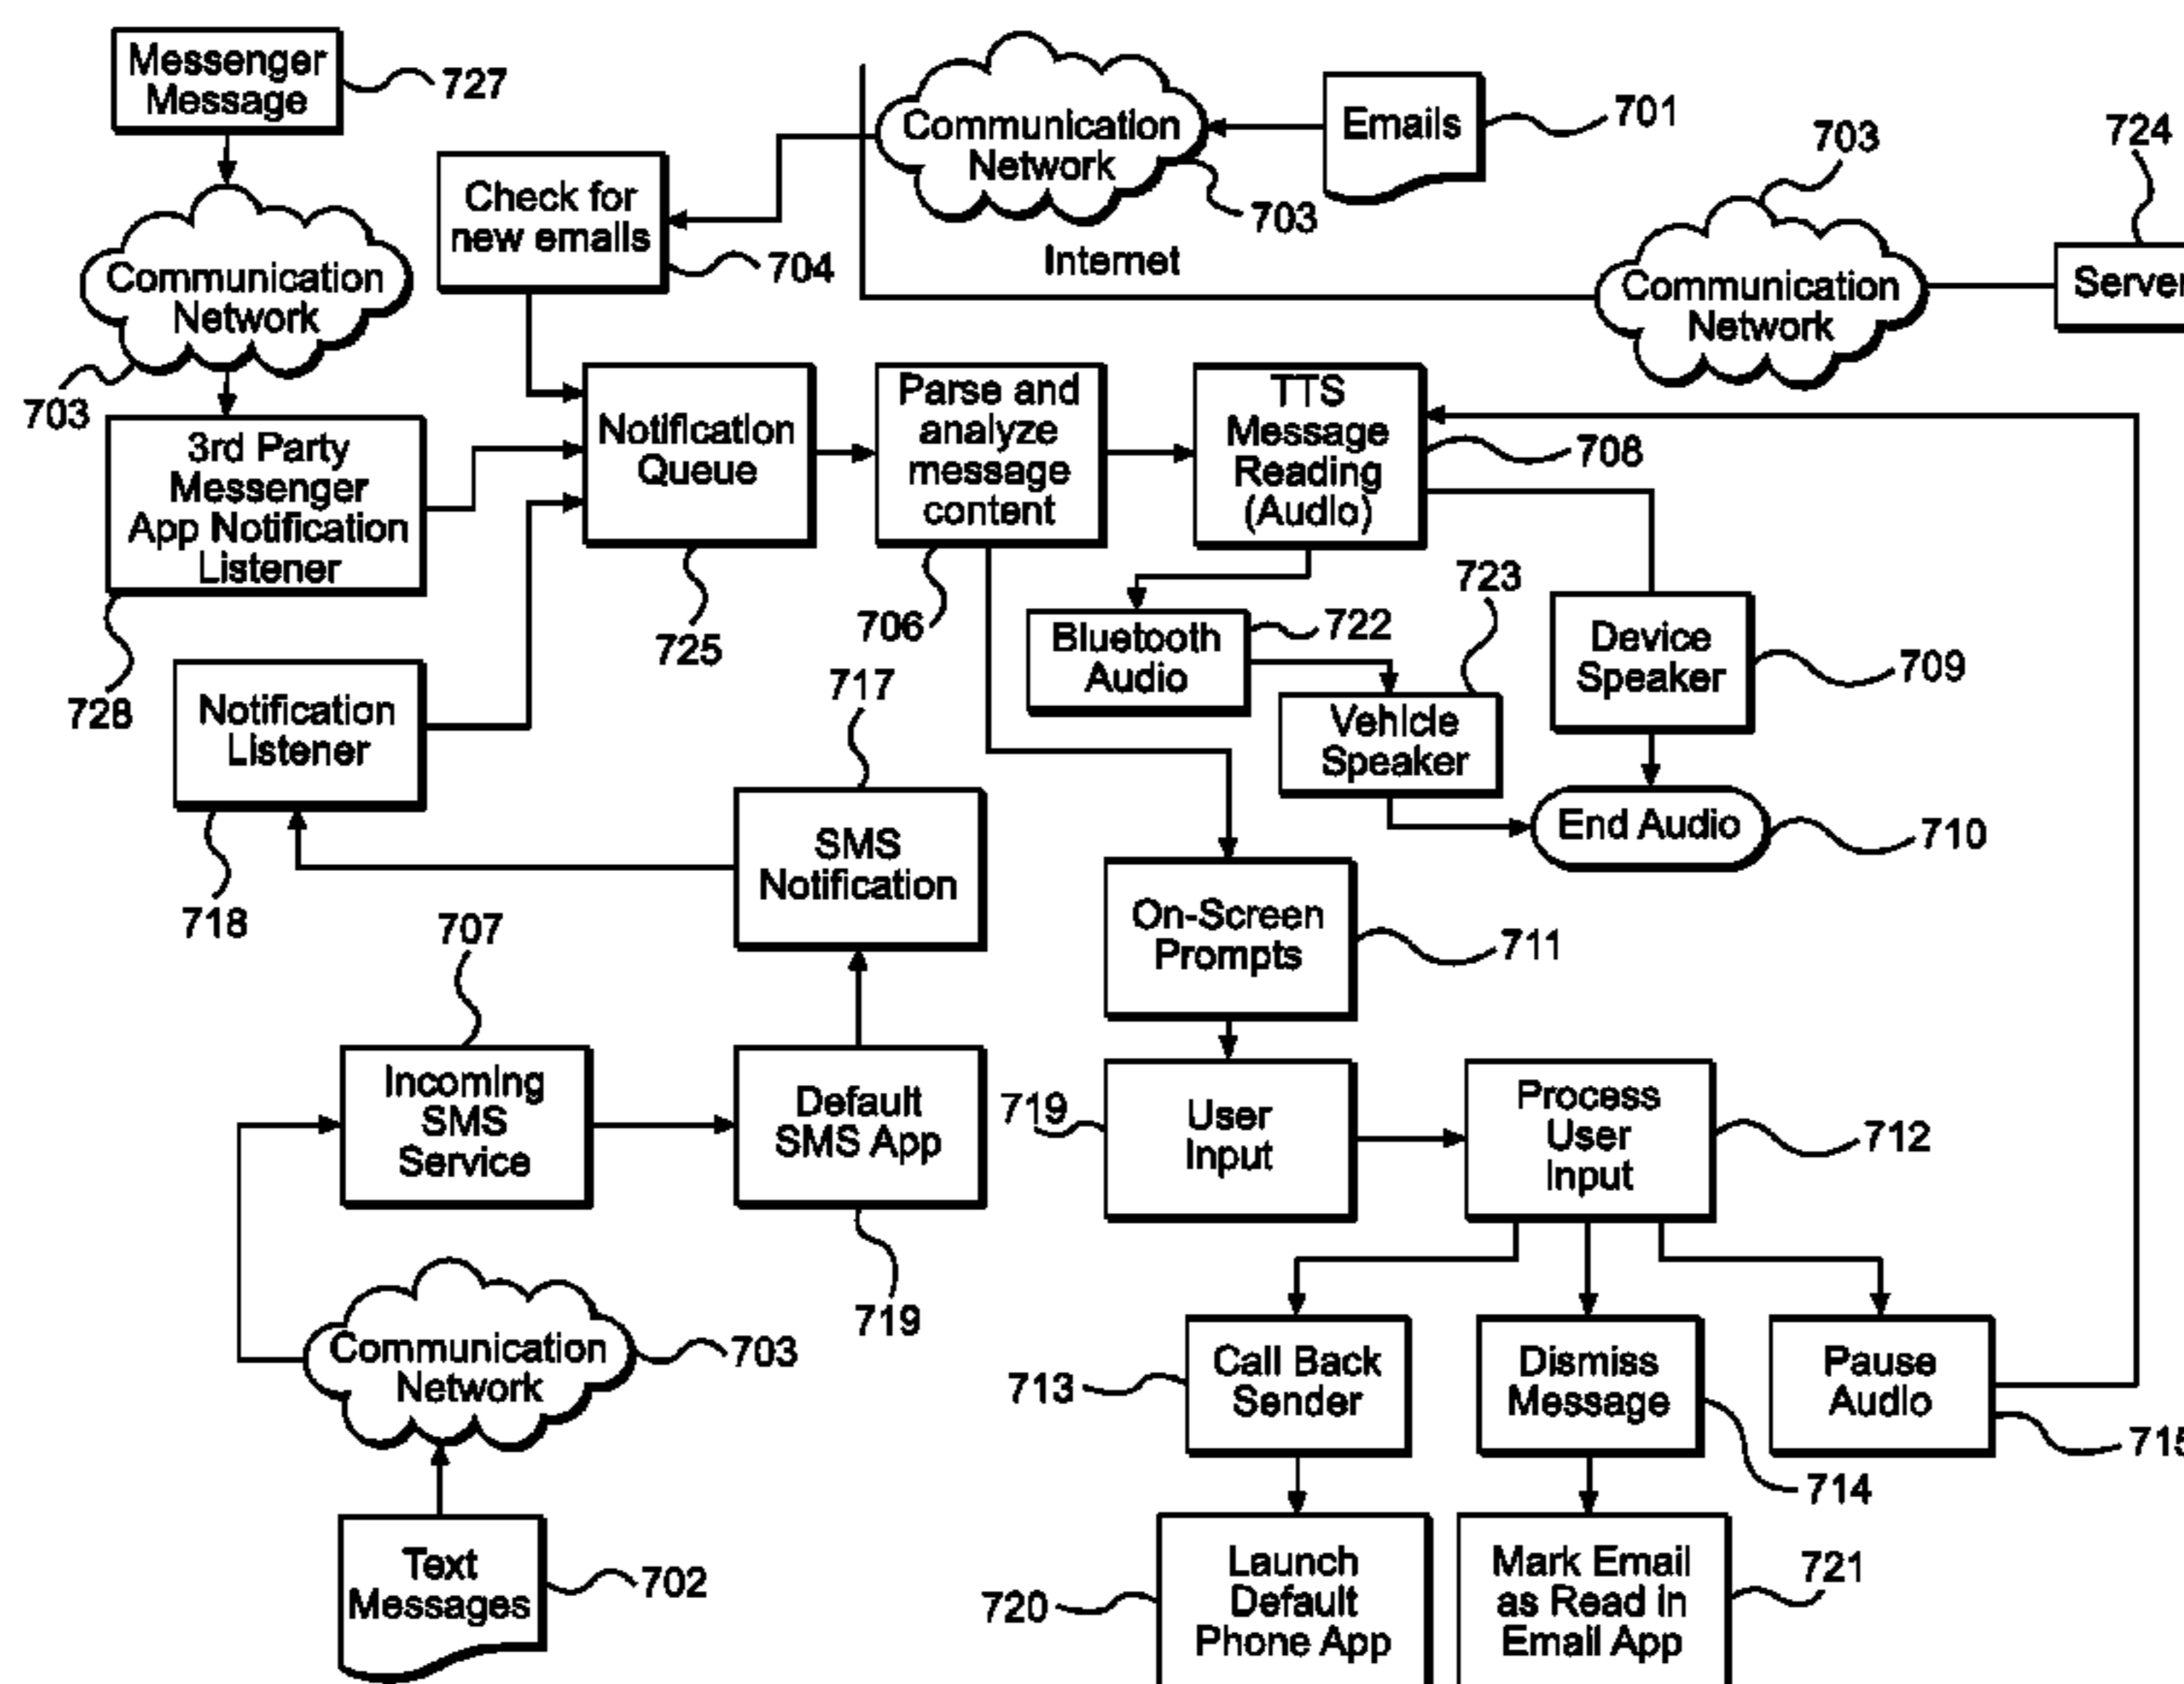 Messenger
Message
727
Communication
Network
703
Emails
701
703
724
Communication
Network
Server
Check for
new emails
704
Internet
Communication
Network
703
3rd Party
Messenger
App Notification
Listener
728
Notification
Queue
725
Parse and
analyze
message
content
706
TTS
Message
Reading
(Audio)
708
Bluetooth
Audio
722
723
Vehicle
Speaker
Device
Speaker
709
End Audio
710
Notification
Listener
718
717
SMS
Notification
On-Screen
Prompts
711
707
Incoming
SMS
Service
Default
SMS App
719
719
User
Input
Process
User
Input
712
Communication
Network
703
713
Call Back
Sender
Dismiss
Message
714
Pause
Audio
715
Text
Messages
702
720
Launch
Default
Phone App
Mark Email
as Read in
Email App
721